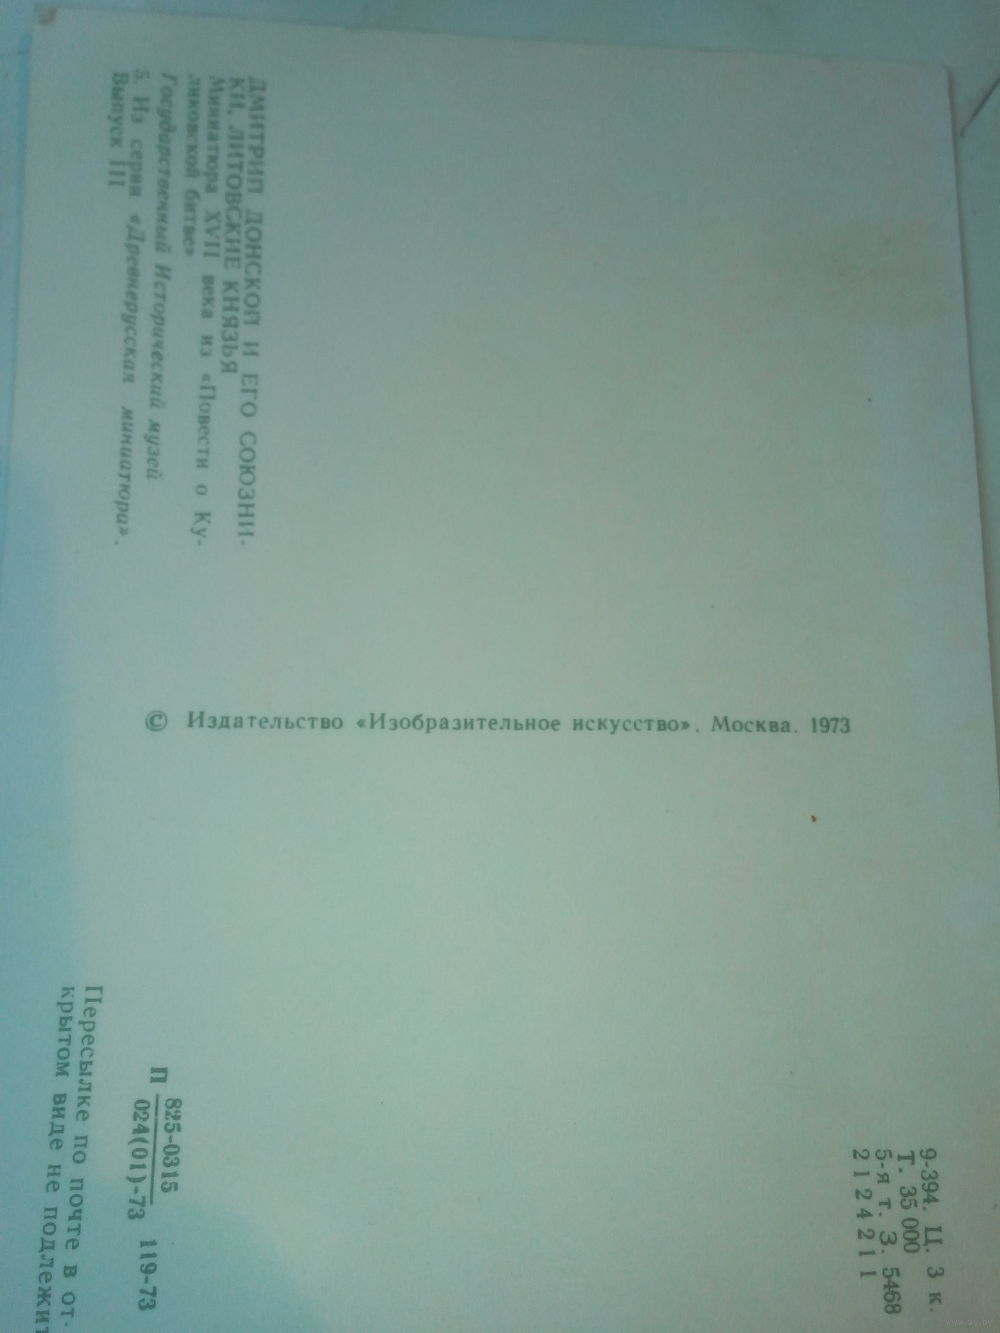 ДМИТРИЙ ДОНСКОЙ И ЕГО СОЮЗНИ-
КИ, ЛИТОВСКИЕ КНЯЗЬЯ
Миниатюра XVII века из «Повести о Ку-
ликовской битве»
Государственный Исторический музей
5. Из серии «Древнерусская миниатюра».
Выпуск III
© Издательство «Изобразительное искусство». Москва. 1973
9-394. Ц. 3 к.
Т. 35 000
5-я т. З. 5468
2 1 2 4 2 1 1
П 825-0315
024(01)-73 119-73
Пересылке по почте в от-
крытом виде не подлежит
www.ay.by